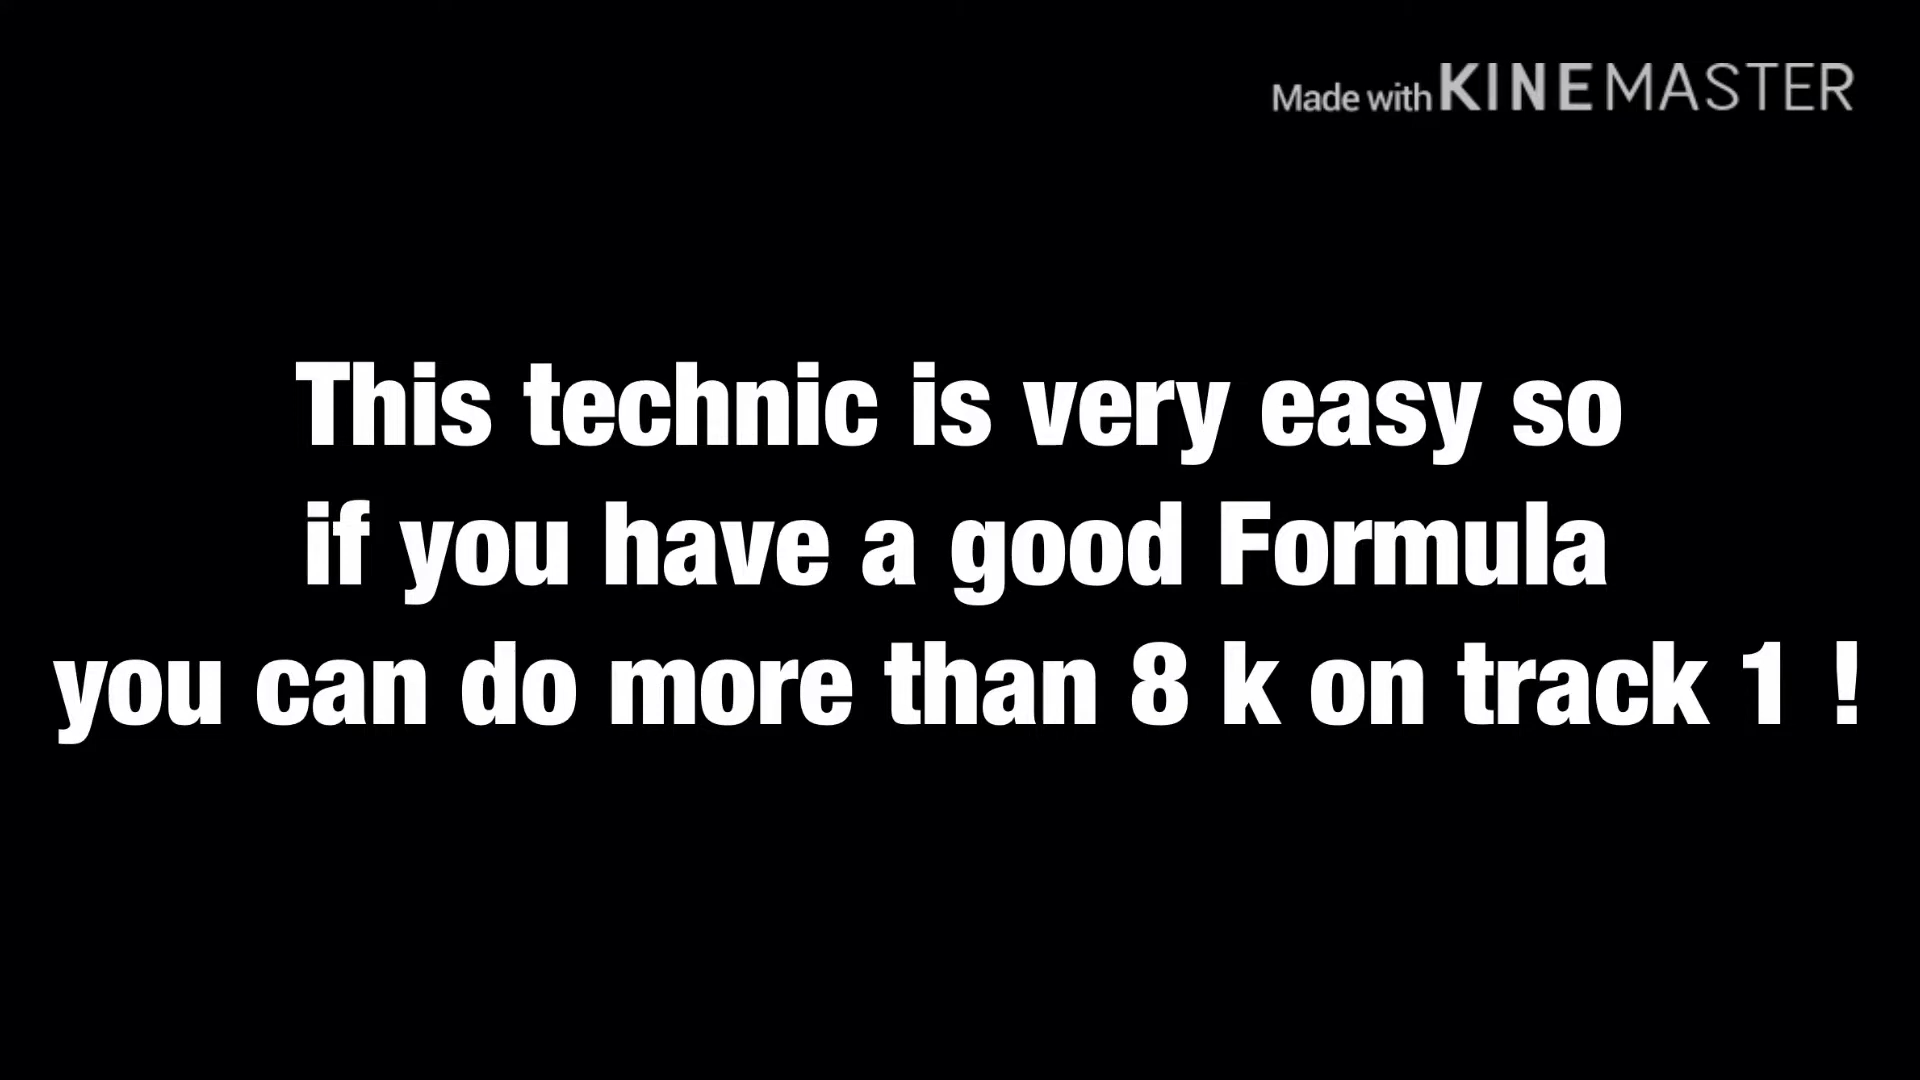 Made with KINEMASTER
This technic is very easy so
if you have a good Formula
you can do more than 8 k on track 1 !